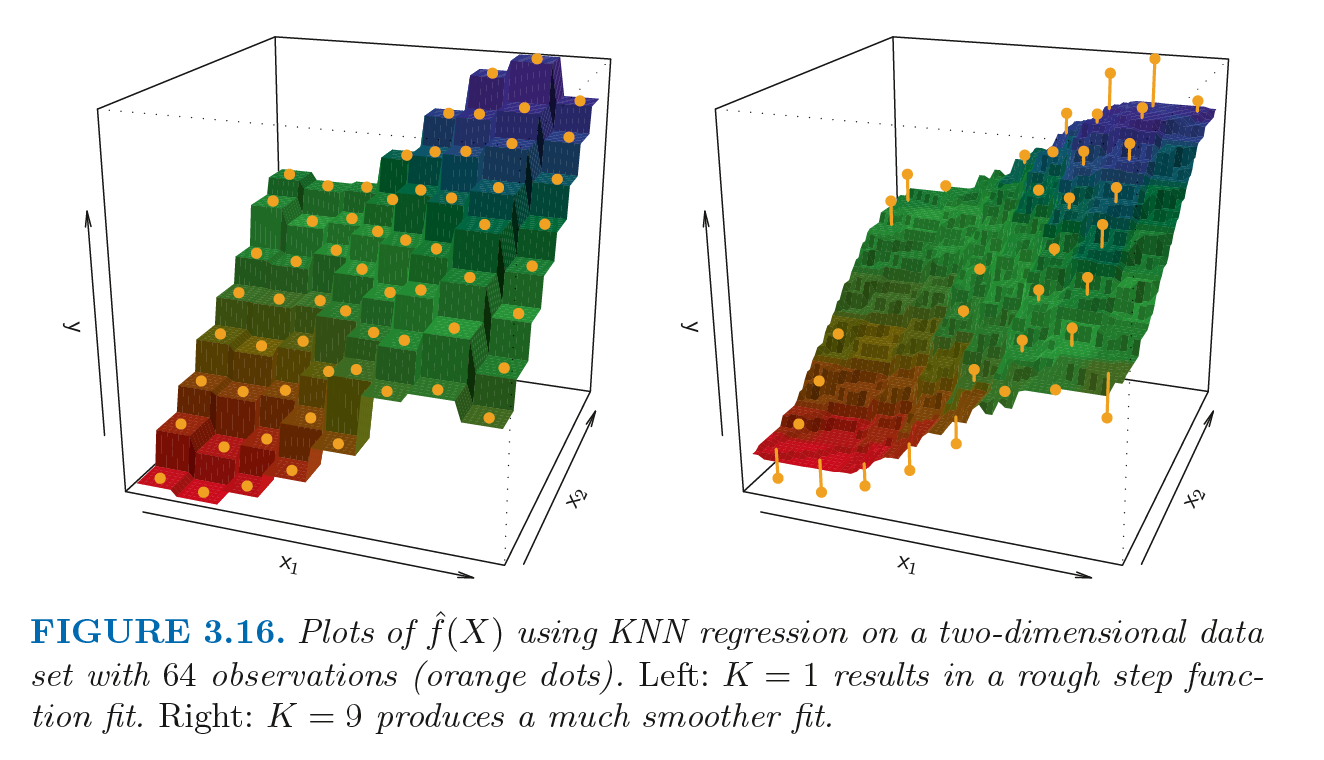 y
x1
x2
y
x1
x2
FIGURE 3.16. Plots of f̂(X) using KNN regression on a two-dimensional data
set with 64 observations (orange dots). Left: K = 1 results in a rough step func-
tion fit. Right: K = 9 produces a much smoother fit.